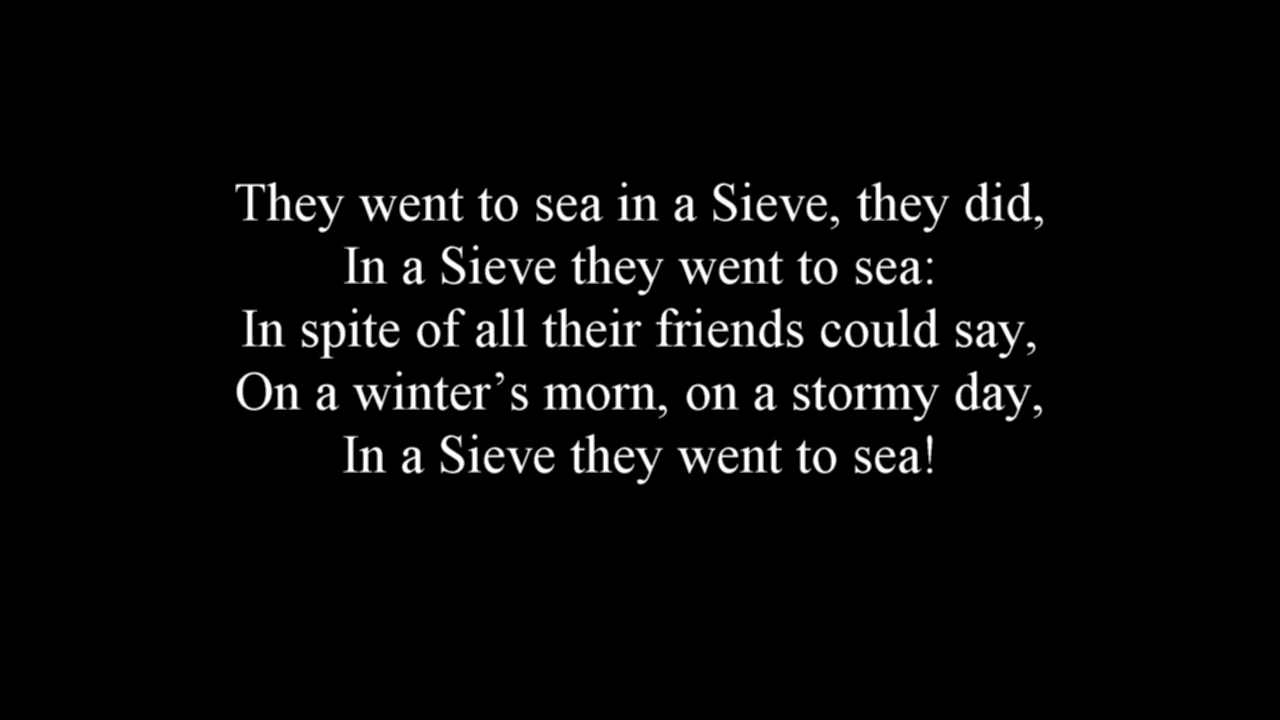 They went to sea in a Sieve, they did,
In a Sieve they went to sea:
In spite of all their friends could say,
On a winter’s morn, on a stormy day,
In a Sieve they went to sea!